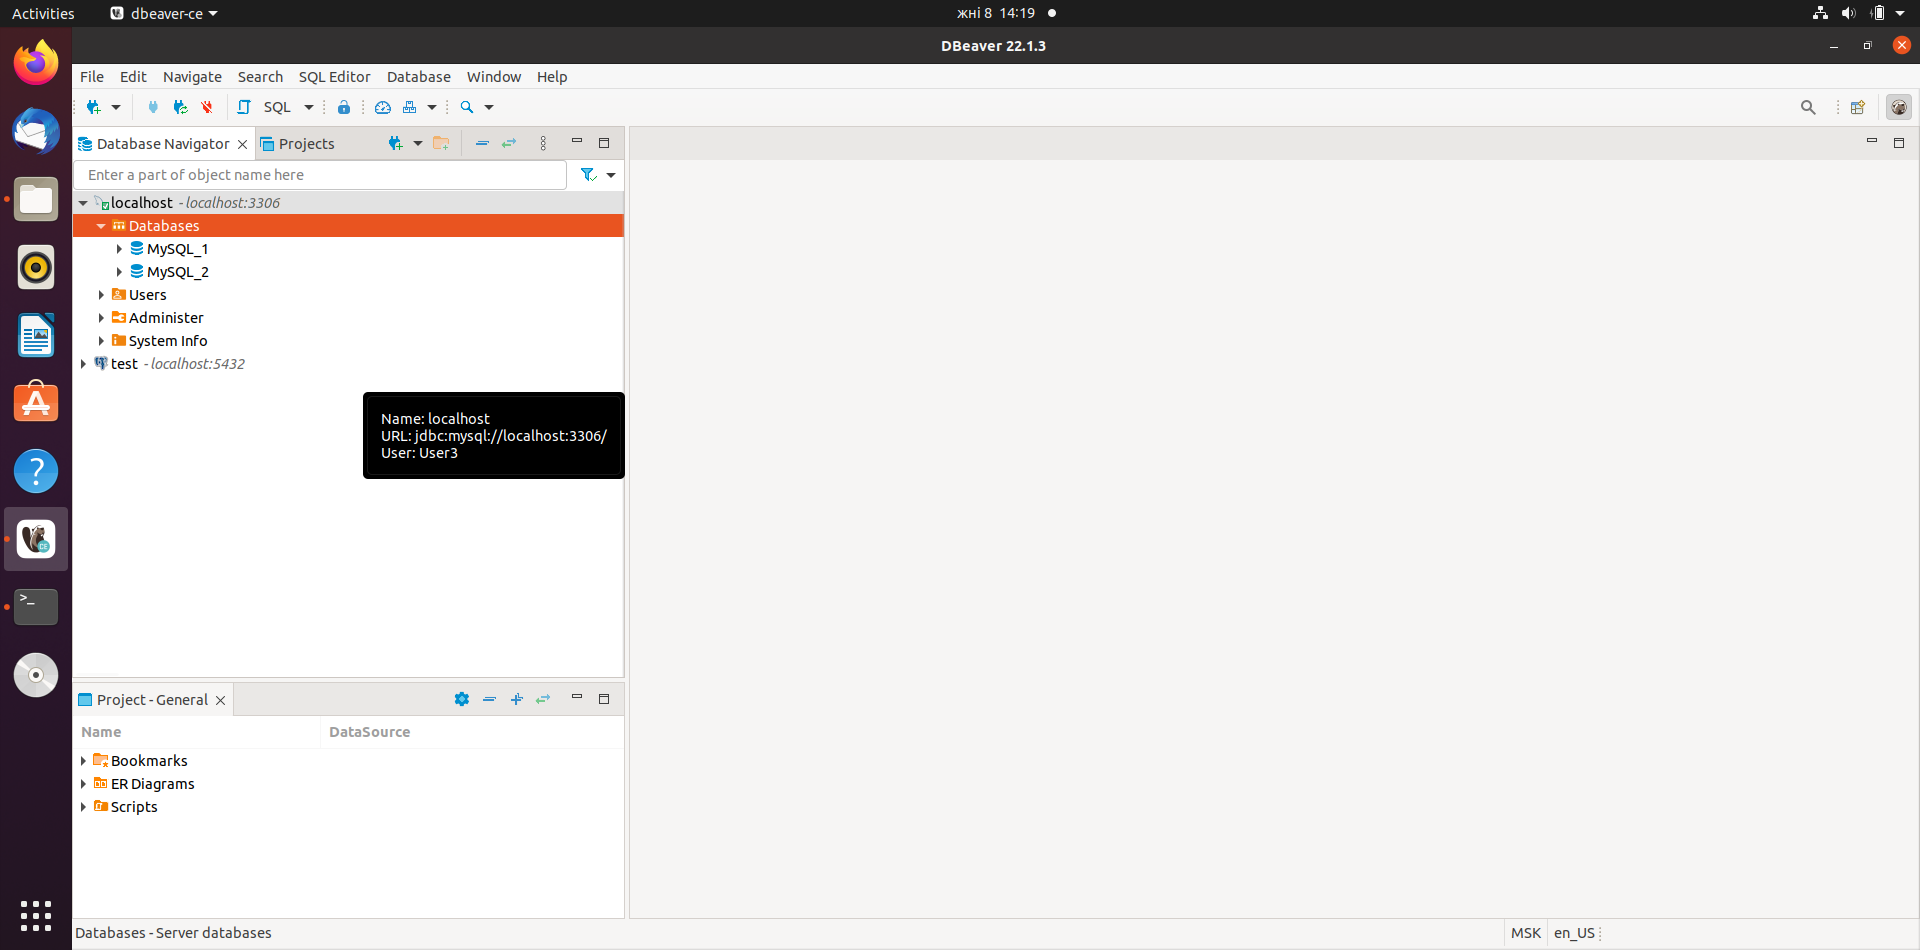 Activities
dbeaver-ce
жні 8 14:19
DBeaver 22.1.3
File Edit Navigate Search SQL Editor Database Window Help
SQL
Database Navigator
Projects
Enter a part of object name here
localhost - localhost:3306
Databases
MySQL_1
MySQL_2
Users
Administer
System Info
test - localhost:5432
Name: localhost
URL: jdbc:mysql://localhost:3306/
User: User3
Project - General
Name DataSource
Bookmarks
ER Diagrams
Scripts
Databases - Server databases
MSK en_US